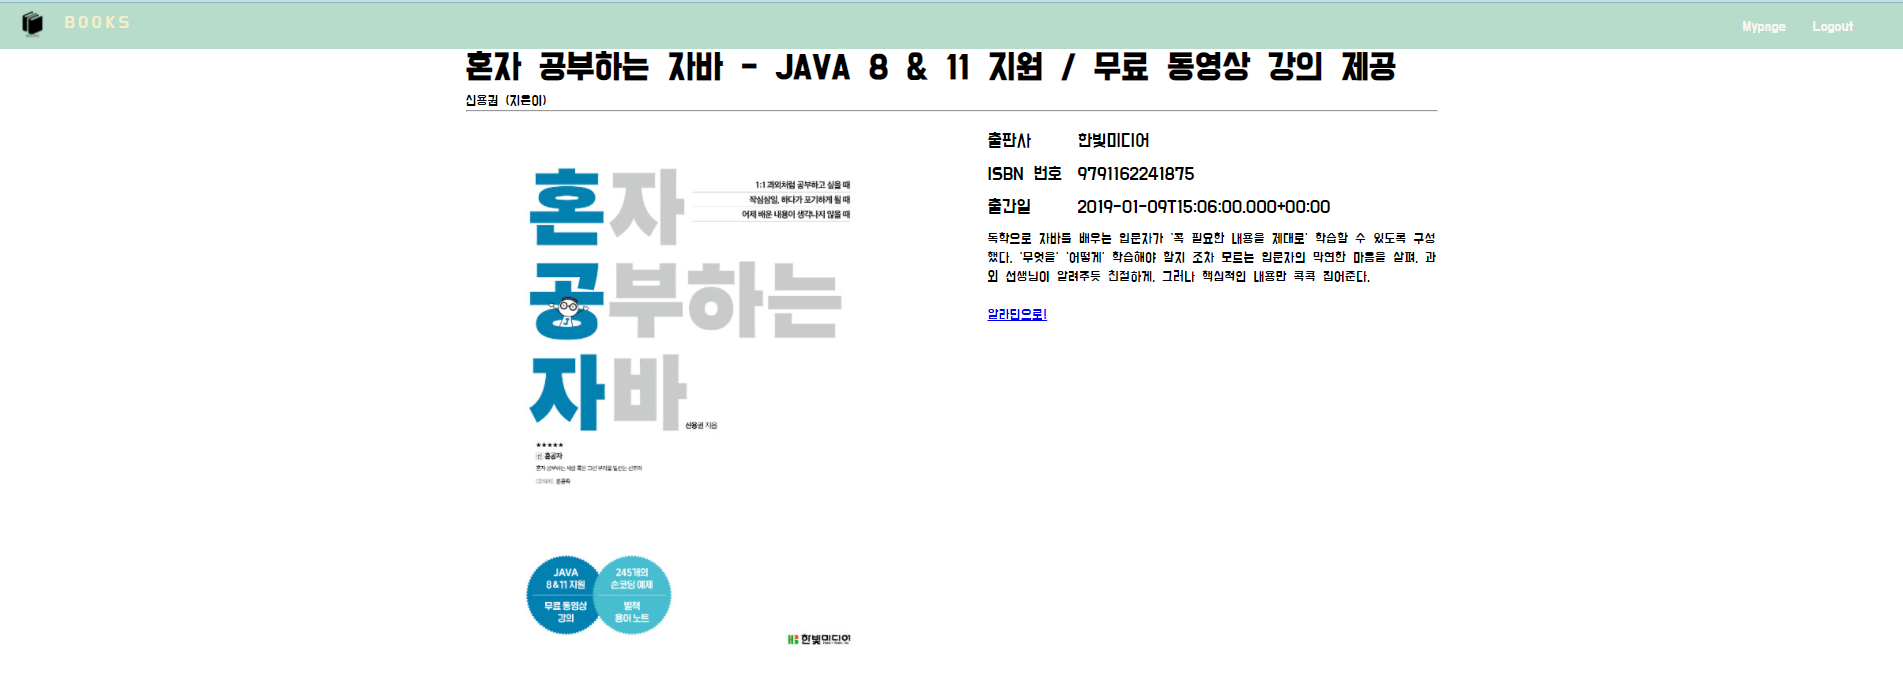 BOOKS
Mypage
Logout
혼자 공부하는 자바 - JAVA 8 & 11 지원 / 무료 동영상 강의 제공
신용권 (지은이)
출판사 한빛미디어
ISBN 번호 9791162241875
출간일 2019-01-09T15:06:00.000+00:00
독학으로 자바를 배우는 입문자가 '꼭 필요한 내용을 제대로' 학습할 수 있도록 구성
했다. '무엇을' '어떻게' 학습해야 할지 조차 모르는 입문자의 막연한 마음을 살펴, 과
외 선생님이 알려주듯 친절하게, 그러나 핵심적인 내용만 콕콕 집어준다.
알라딘으로!
혼자
1:1 과외처럼 공부하고 싶을 때
작심삼일, 하다가 포기하게 될 때
어제 배운 내용이 생각나지 않을 때
공부하는
자바
신용권 지음
★★★★★
혼공자
JAVA
8 & 11 지원
무료 동영상
강의
245개의
손코딩 예제
별책
용어 노트
한빛미디어